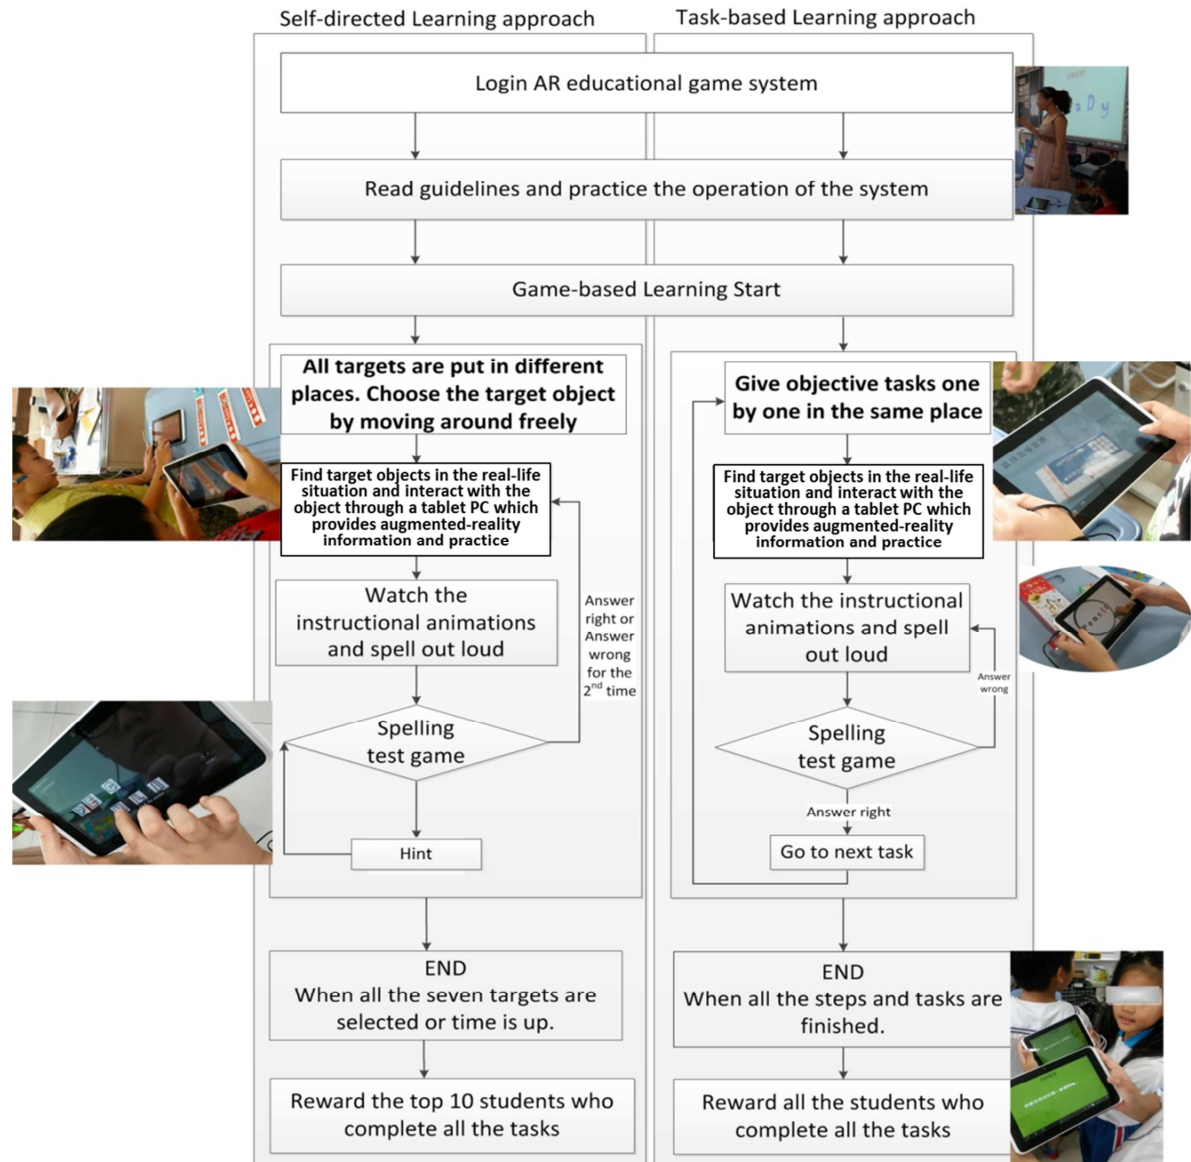 Self-directed Learning approach
Task-based Learning approach
Login AR educational game system
Read guidelines and practice the operation of the system
Game-based Learning Start
All targets are put in different
places. Choose the target object
by moving around freely
Find target objects in the real-life
situation and interact with the
object through a tablet PC which
provides augmented-reality
information and practice
Watch the
instructional animations
and spell out loud
Answer
right or
Answer
wrong
for the
2nd time
Spelling
test game
Hint
END
When all the seven targets are
selected or time is up.
Reward the top 10 students who
complete all the tasks
Give objective tasks one
by one in the same place
Find target objects in the real-life
situation and interact with the
object through a tablet PC which
provides augmented-reality
information and practice
Watch the instructional
animations and spell
out loud
Answer
wrong
Spelling
test game
Answer right
Go to next task
END
When all the steps and tasks are
finished.
Reward all the students who
complete all the tasks
Pencil